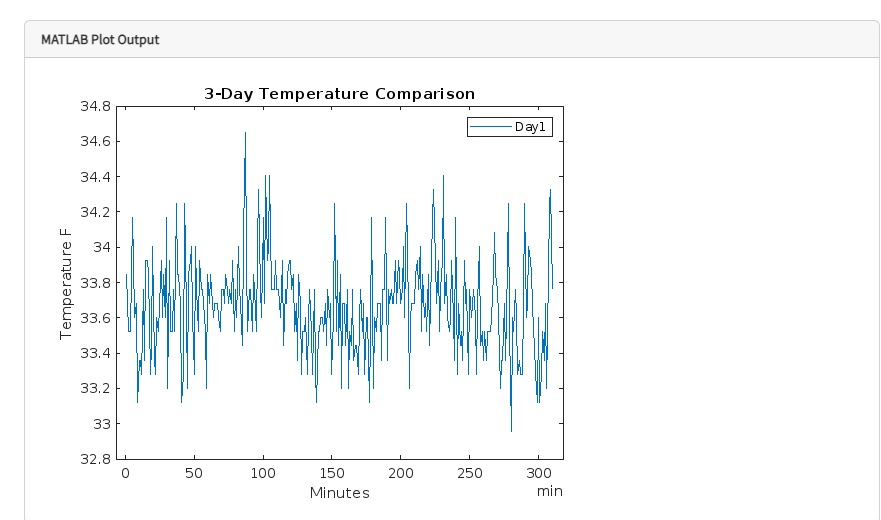 MATLAB Plot Output
3-Day Temperature Comparison
Day1
34.8
34.6
34.4
34.2
34
33.8
33.6
33.4
33.2
33
32.8
Temperature F
0 50 100 150 200 250 300
Minutes
min